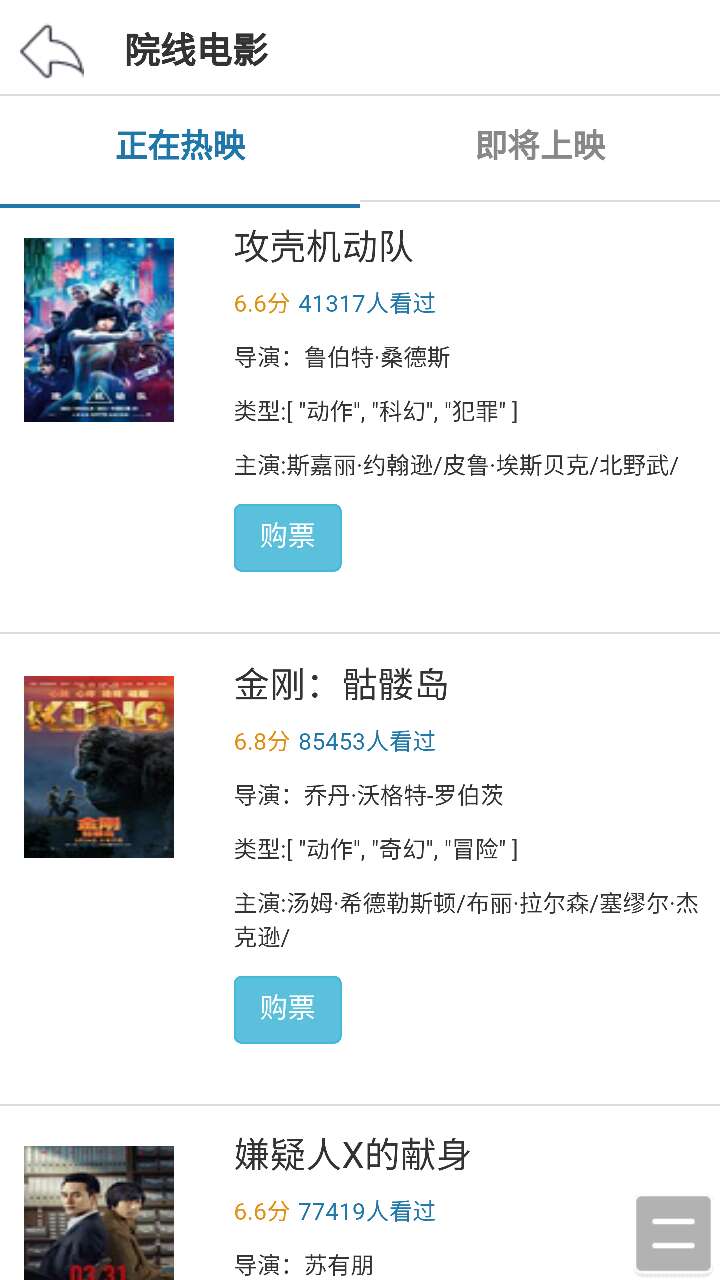 院线电影
正在热映
即将上映
攻壳机动队
6.6分 41317人看过
导演：鲁伯特·桑德斯
类型:[ "动作", "科幻", "犯罪" ]
主演:斯嘉丽·约翰逊/皮鲁·埃斯贝克/北野武/
购票
KONG
金刚
金刚：骷髅岛
6.8分 85453人看过
导演：乔丹·沃格特-罗伯茨
类型:[ "动作", "奇幻", "冒险" ]
主演:汤姆·希德勒斯顿/布丽·拉尔森/塞缪尔·杰
克逊/
购票
嫌疑人X的献身
6.6分 77419人看过
导演：苏有朋
03.31